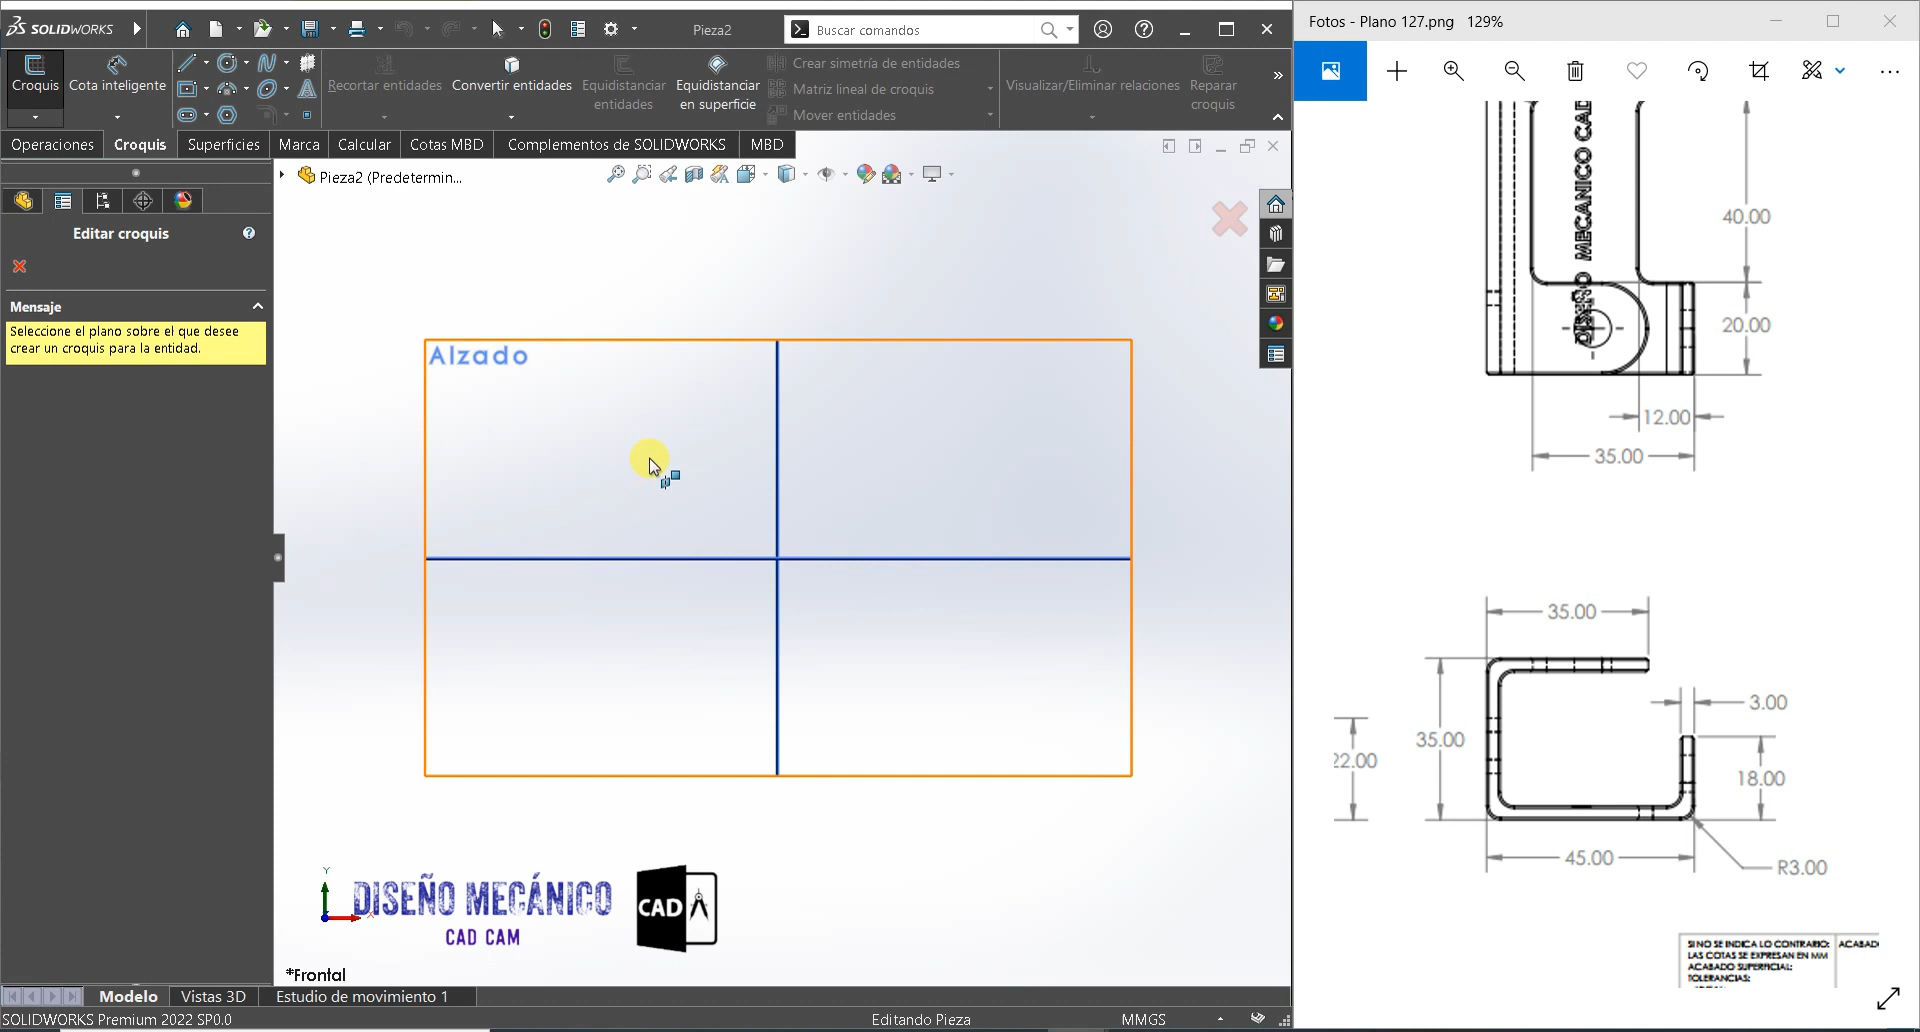 SOLIDWORKS
Pieza2
Buscar comandos
Croquis
Cota inteligente
Recortar entidades
Convertir entidades
Equidistanciar entidades
Equidistanciar en superficie
Crear simetría de entidades
Matriz lineal de croquis
Mover entidades
Visualizar/Eliminar relaciones
Reparar croquis
Operaciones
Croquis
Superficies
Marca
Calcular
Cotas MBD
Complementos de SOLIDWORKS
MBD
Pieza2 (Predetermin...
Editar croquis
Mensaje
Seleccione el plano sobre el que desee
crear un croquis para la entidad.
Alzado
Y
X
DISEÑO MECÁNICO
CAD CAM
CAD
*Frontal
Modelo
Vistas 3D
Estudio de movimiento 1
SOLIDWORKS Premium 2022 SP0.0
Editando Pieza
MMGS
Fotos - Plano 127.png 129%
DISEÑO MECANICO CAD
40.00
20.00
12.00
35.00
35.00
3.00
35.00
22.00
18.00
45.00
R3.00
SI NO SE INDICA LO CONTRARIO:
LAS COTAS SE EXPRESAN EN MM
ACABADO SUPERFICIAL:
TOLERANCIAS:
ACABAD